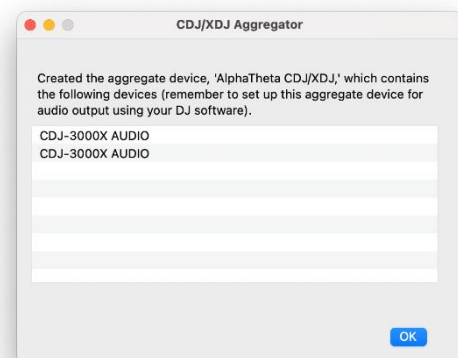 CDJ/XDJ Aggregator
Created the aggregate device, 'AlphaTheta CDJ/XDJ,' which contains
the following devices (remember to set up this aggregate device for
audio output using your DJ software).
CDJ-3000X AUDIO
CDJ-3000X AUDIO
OK